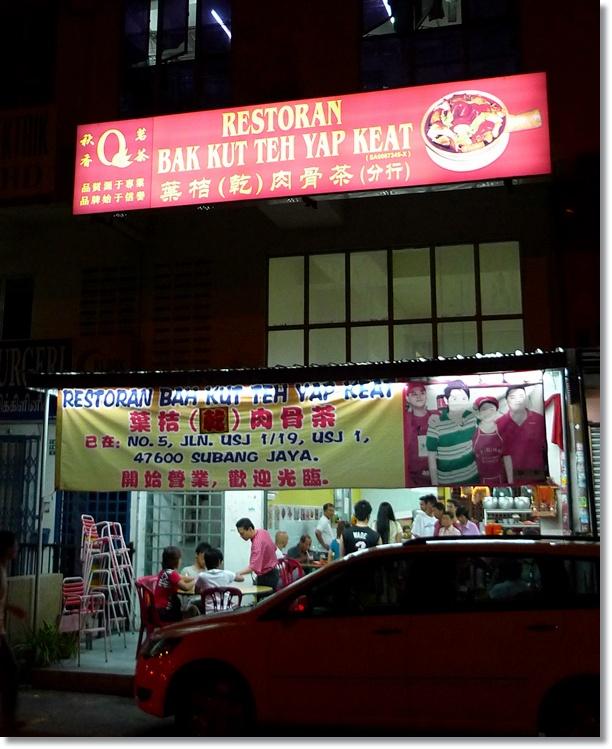 秋香 Q 茗茶
品質源于專業
品牌始于信譽
RESTORAN
BAK KUT TEH YAP KEAT
(SA0087345-X)
葉桔(乾)肉骨茶(分行)
RESTORAN BAK KUT TEH YAP KEAT
葉桔(乾)肉骨茶
已在: NO. 5, JLN. USJ 1/19, USJ 1,
47600 SUBANG JAYA.
開始營業, 歡迎光臨.
WADE